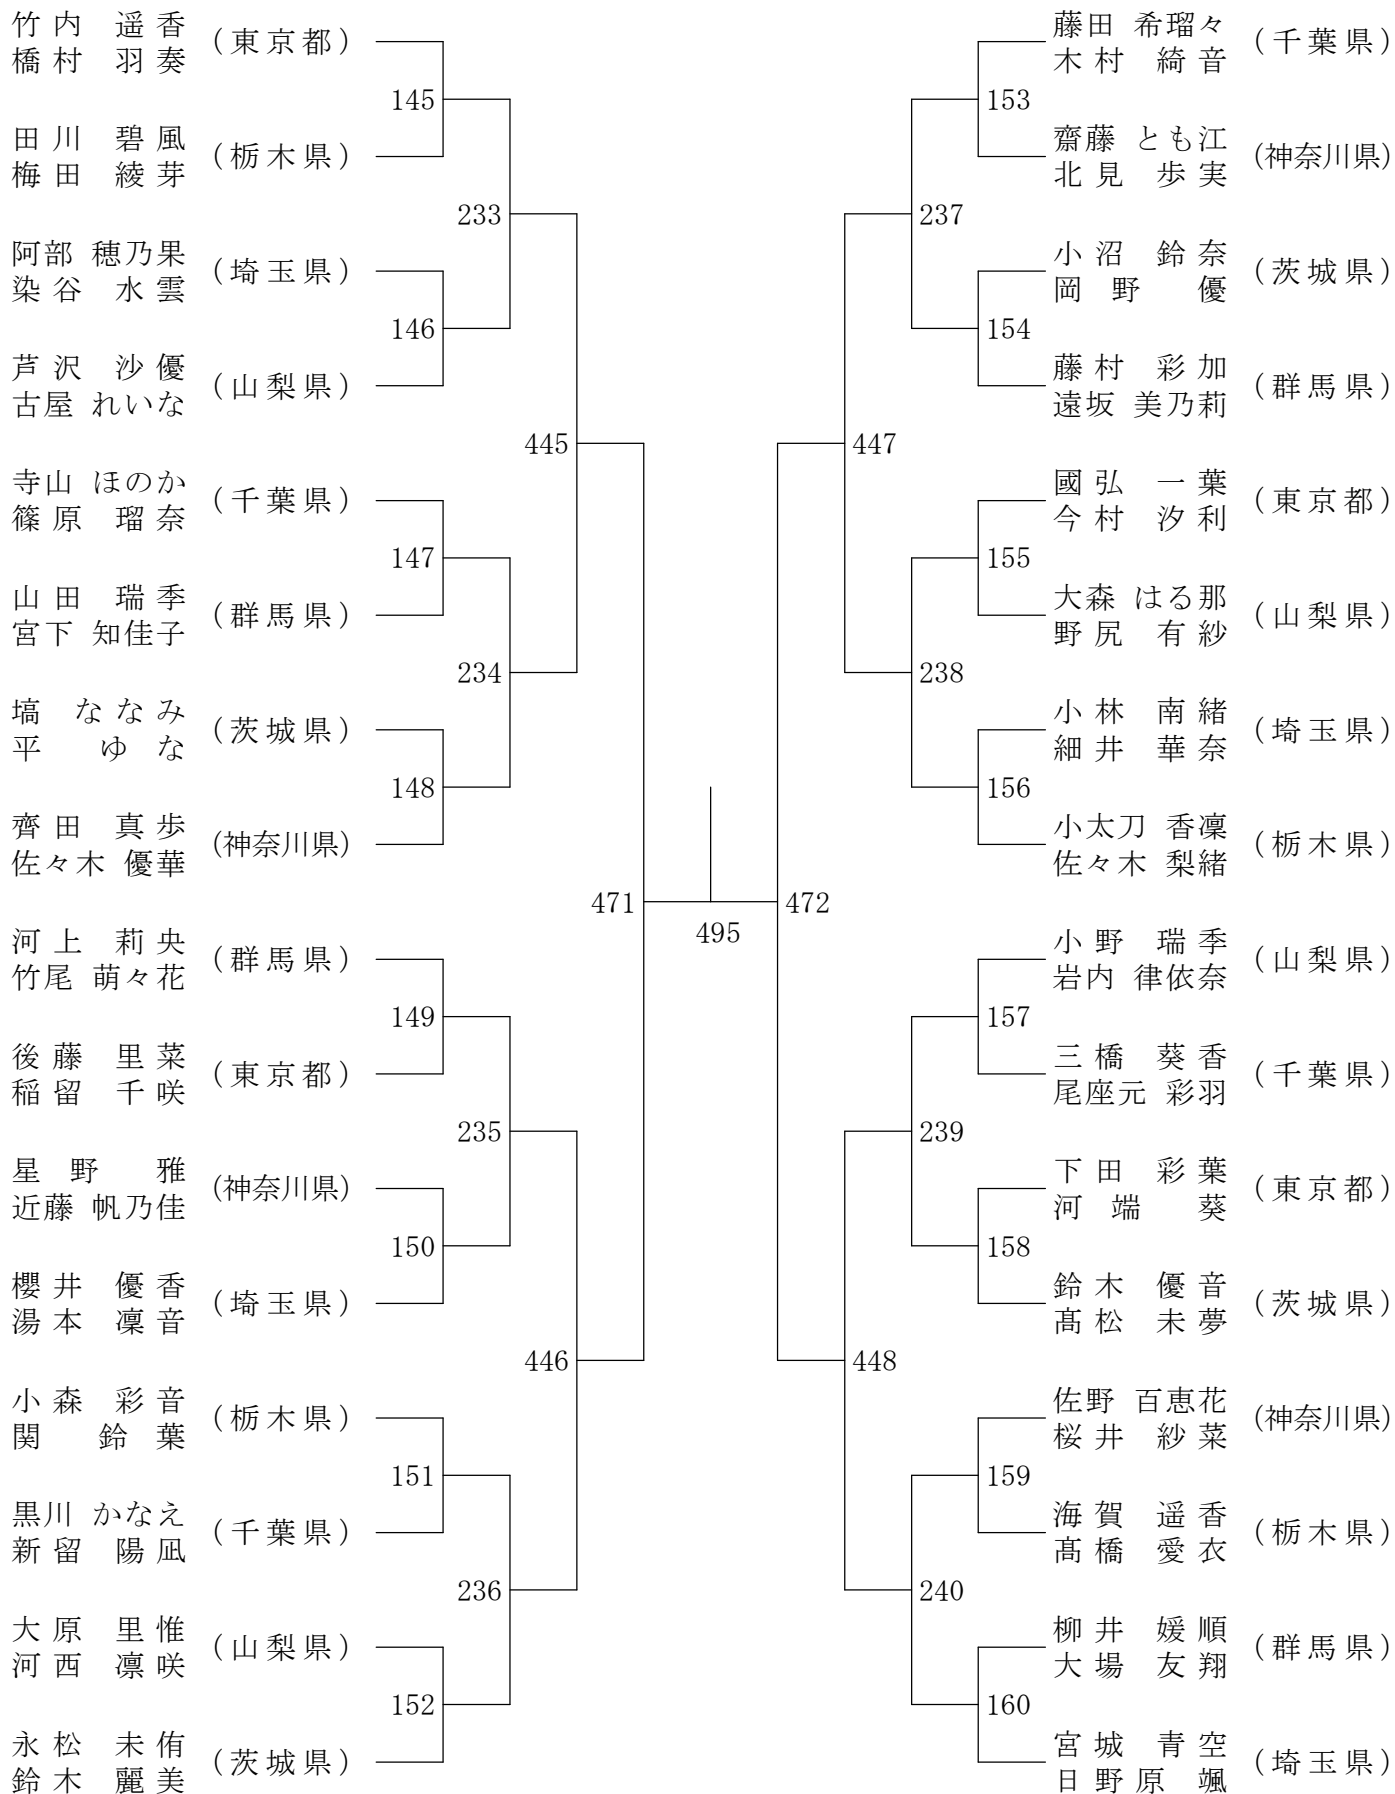 竹内 遥香
橋村 羽奏
(東京都)
145
田川 碧風
梅田 綾芽
(栃木県)
233
阿部 穂乃果
染谷 水雲
(埼玉県)
146
芦沢 沙優
古屋 れいな
(山梨県)
445
寺山 ほのか
篠原 瑠奈
(千葉県)
147
山田 瑞季
宮下 知佳子
(群馬県)
234
塙 ななみ
平 ゆな
(茨城県)
148
齊田 真歩
佐々木 優華
(神奈川県)
471
河上 莉央
竹尾 萌々花
(群馬県)
149
後藤 里菜
稲留 千咲
(東京都)
235
星野 雅
近藤 帆乃佳
(神奈川県)
150
櫻井 優香
湯本 凜音
(埼玉県)
446
小森 彩音
関 鈴葉
(栃木県)
151
黒川 かなえ
新留 陽凪
(千葉県)
236
大原 里惟
河西 凛咲
(山梨県)
152
永松 未侑
鈴木 麗美
(茨城県)
495
藤田 希瑠々
木村 綺音
(千葉県)
153
齋藤 とも江
北見 歩実
(神奈川県)
237
小沼 鈴奈
岡野 優
(茨城県)
154
藤村 彩加
遠坂 美乃莉
(群馬県)
447
國弘 一葉
今村 汐利
(東京都)
155
大森 はる那
野尻 有紗
(山梨県)
238
小林 南緒
細井 華奈
(埼玉県)
156
小太刀 香凜
佐々木 梨緒
(栃木県)
472
小野 瑞季
岩内 律依奈
(山梨県)
157
三橋 葵香
尾座元 彩羽
(千葉県)
239
下田 彩葉
河端 葵
(東京都)
158
鈴木 優音
髙松 未夢
(茨城県)
448
佐野 百恵花
桜井 紗菜
(神奈川県)
159
海賀 遥香
髙橋 愛衣
(栃木県)
240
柳井 媛順
大場 友翔
(群馬県)
160
宮城 青空
日野原 颯
(埼玉県)